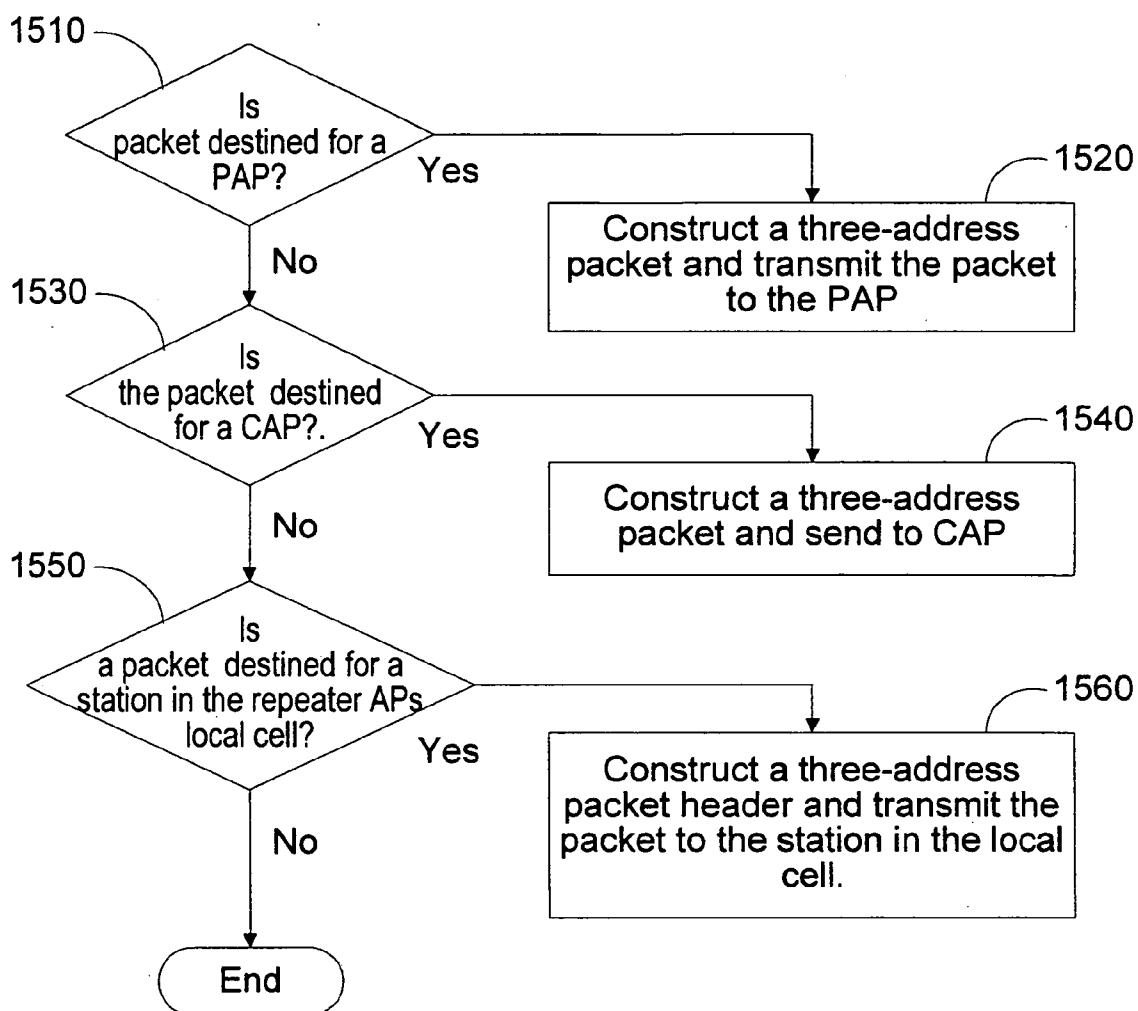 1510
Is
packet destined for a
PAP?
Yes
1520
Construct a three-address
packet and transmit the packet
to the PAP
No
1530
Is
the packet destined
for a CAP?.
Yes
1540
Construct a three-address
packet and send to CAP
No
1550
Is
a packet destined for a
station in the repeater APs
local cell?
Yes
1560
Construct a three-address
packet header and transmit the
packet to the station in the local
cell.
No
End